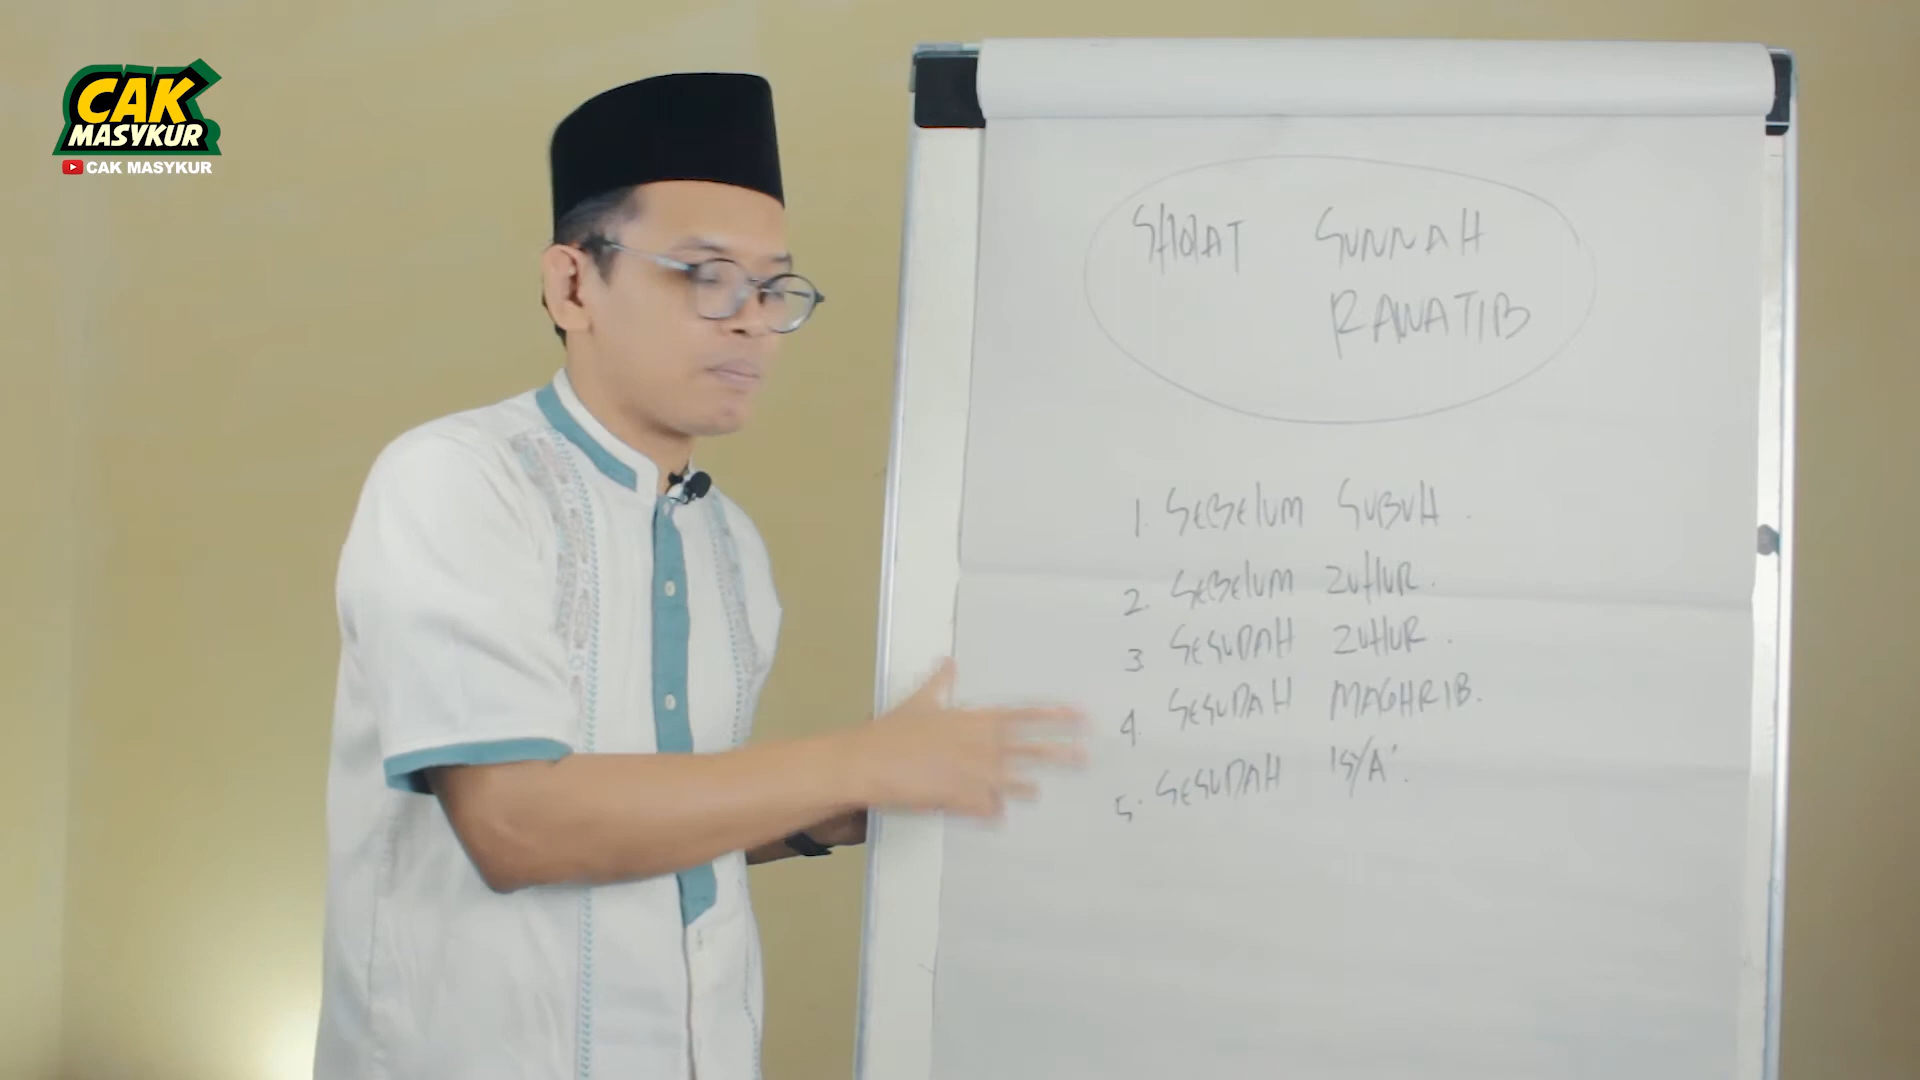 CAK
MASYKUR
CAK MASYKUR
SHOLAT SUNNAH
RAWATIB
1. SEBELUM SUBUH.
2. SEBELUM ZUHUR.
3 SESUDAH ZUHUR.
4. SESUDAH MAGHRIB.
5. SESUDAH ISYA'.